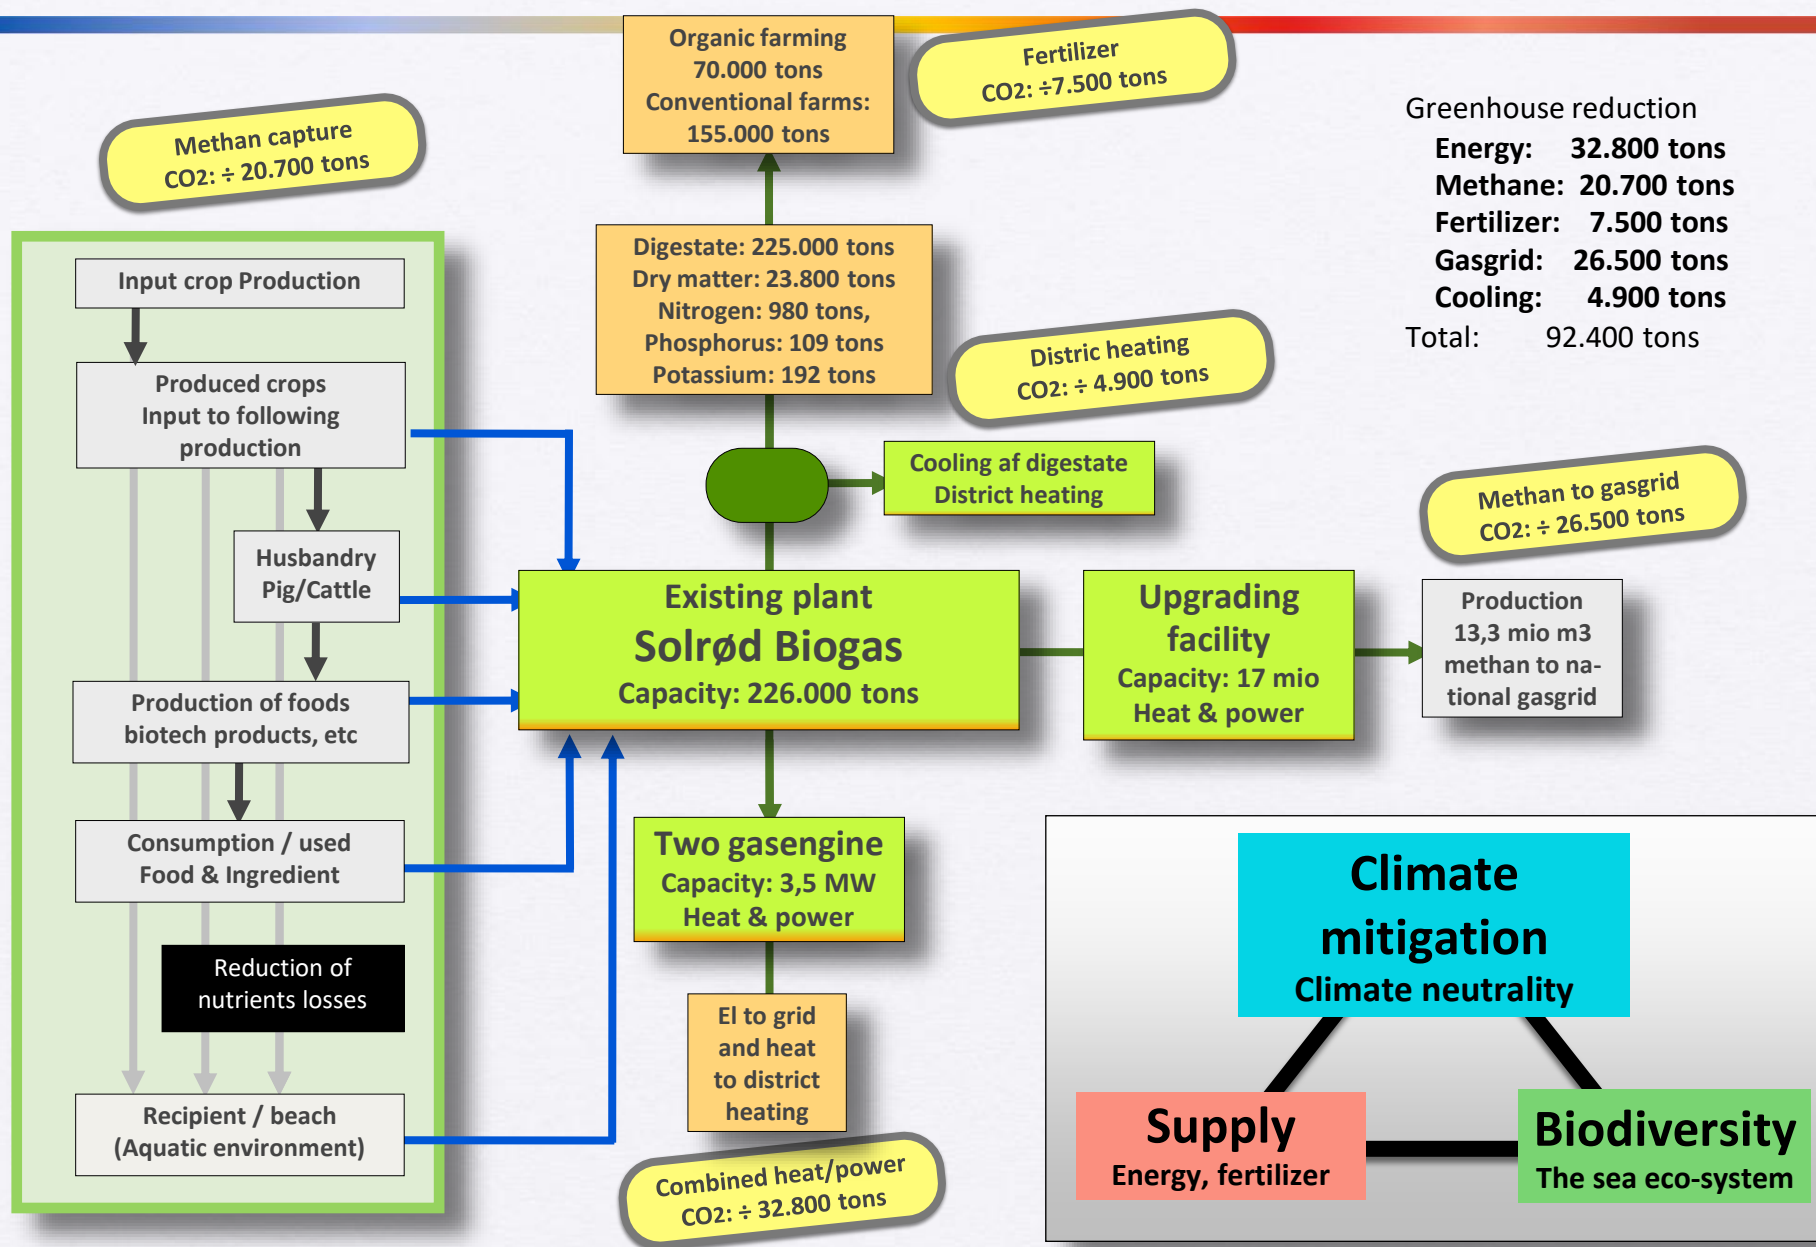 Organic farming
70.000 tons
Conventional farms:
155.000 tons
Fertilizer
CO2: ÷7.500 tons
Methan capture
CO2: ÷ 20.700 tons
Greenhouse reduction
Energy: 32.800 tons
Methane: 20.700 tons
Fertilizer: 7.500 tons
Gasgrid: 26.500 tons
Cooling: 4.900 tons
Total: 92.400 tons
Digestate: 225.000 tons
Dry matter: 23.800 tons
Nitrogen: 980 tons,
Phosphorus: 109 tons
Potassium: 192 tons
Distric heating
CO2: ÷ 4.900 tons
Input crop Production
Produced crops
Input to following
production
Cooling af digestate
District heating
Methan to gasgrid
CO2: ÷ 26.500 tons
Husbandry
Pig/Cattle
Existing plant
Solrød Biogas
Capacity: 226.000 tons
Upgrading
facility
Capacity: 17 mio
Heat & power
Production
13,3 mio m3
methan to na-
tional gasgrid
Production of foods
biotech products, etc
Consumption / used
Food & Ingredient
Two gasengine
Capacity: 3,5 MW
Heat & power
Reduction of
nutrients losses
El to grid
and heat
to district
heating
Recipient / beach
(Aquatic environment)
Combined heat/power
CO2: ÷ 32.800 tons
Climate
mitigation
Climate neutrality
Supply
Energy, fertilizer
Biodiversity
The sea eco-system